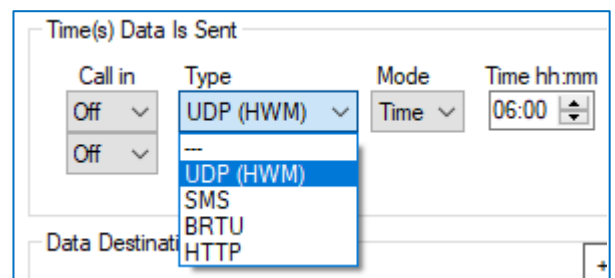 Time(s) Data Is Sent
Call in Type Mode Time hh:mm
Off UDP (HWM) Time 06:00
Off ---
UDP (HWM)
SMS
BRTU
Data Destinati HTTP
+